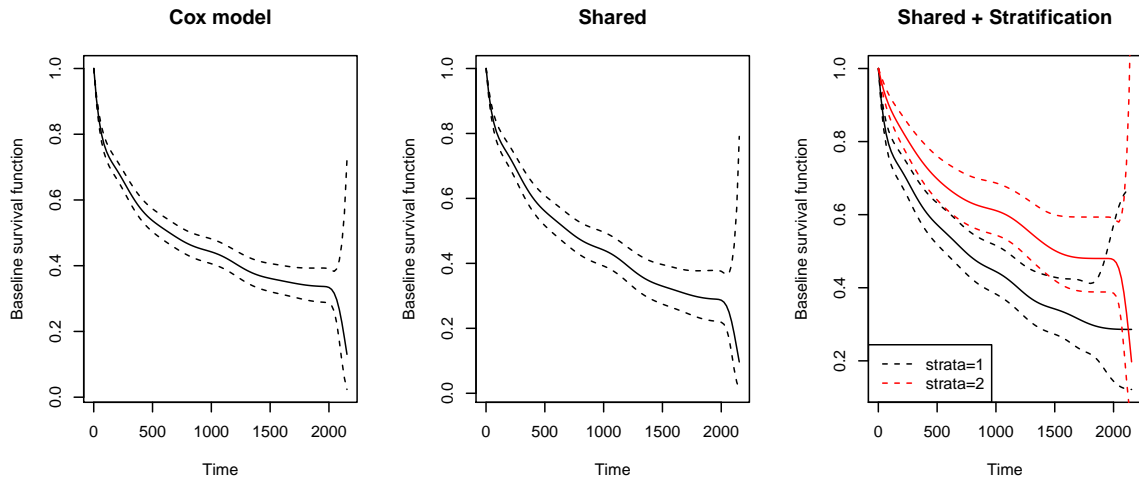 Cox model
Baseline survival function
1.0
0.8
0.6
0.4
0.2
0.0
0 500 1000 1500 2000
Time
Shared
Baseline survival function
1.0
0.8
0.6
0.4
0.2
0.0
0 500 1000 1500 2000
Time
Shared + Stratification
Baseline survival function
1.0
0.8
0.6
0.4
0.2
strata=1
strata=2
0 500 1000 1500 2000
Time